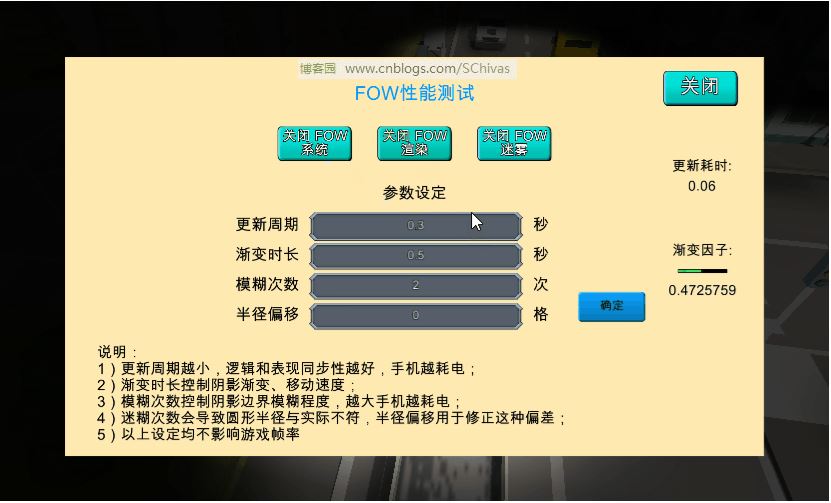 博客园 www.cnblogs.com/SChivas
FOW性能测试
关闭
关闭 FOW
系统
关闭 FOW
渲染
关闭 FOW
迷雾
更新耗时:
0.06
参数设定
更新周期 0.3 秒
渐变时长 0.5 秒
渐变因子:
模糊次数 2 次
0.4725759
半径偏移 0 格
确定
说明：
1）更新周期越小，逻辑和表现同步性越好，手机越耗电；
2）渐变时长控制阴影渐变、移动速度；
3）模糊次数控制阴影边界模糊程度，越大手机越耗电；
4）迷糊次数会导致圆形半径与实际不符，半径偏移用于修正这种偏差；
5）以上设定均不影响游戏帧率